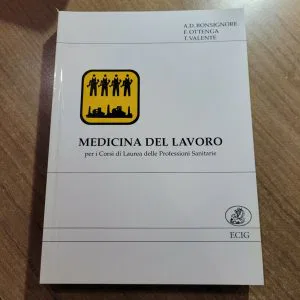 A.D. BONSIGNORE
F. OTTENGA
T. VALENTE
MEDICINA DEL LAVORO
per i Corsi di Laurea delle Professioni Sanitarie
ECIG